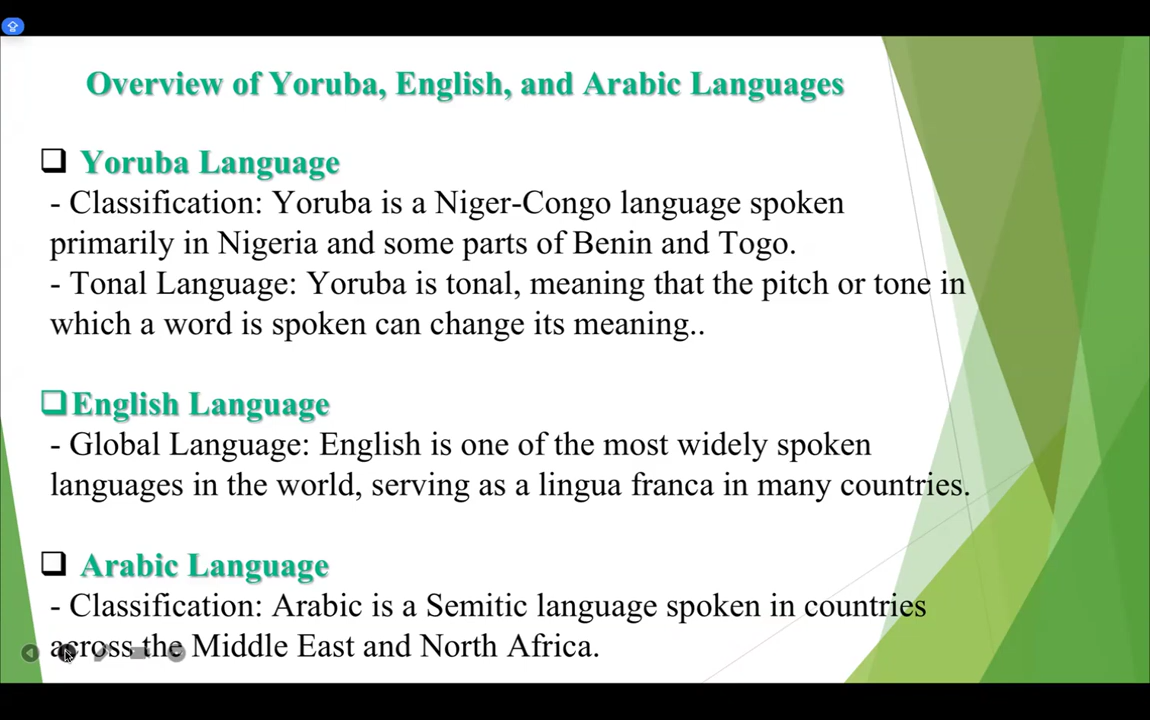 Overview of Yoruba, English, and Arabic Languages
Yoruba Language
- Classification: Yoruba is a Niger-Congo language spoken
primarily in Nigeria and some parts of Benin and Togo.
- Tonal Language: Yoruba is tonal, meaning that the pitch or tone in
which a word is spoken can change its meaning..
English Language
- Global Language: English is one of the most widely spoken
languages in the world, serving as a lingua franca in many countries.
Arabic Language
- Classification: Arabic is a Semitic language spoken in countries
across the Middle East and North Africa.